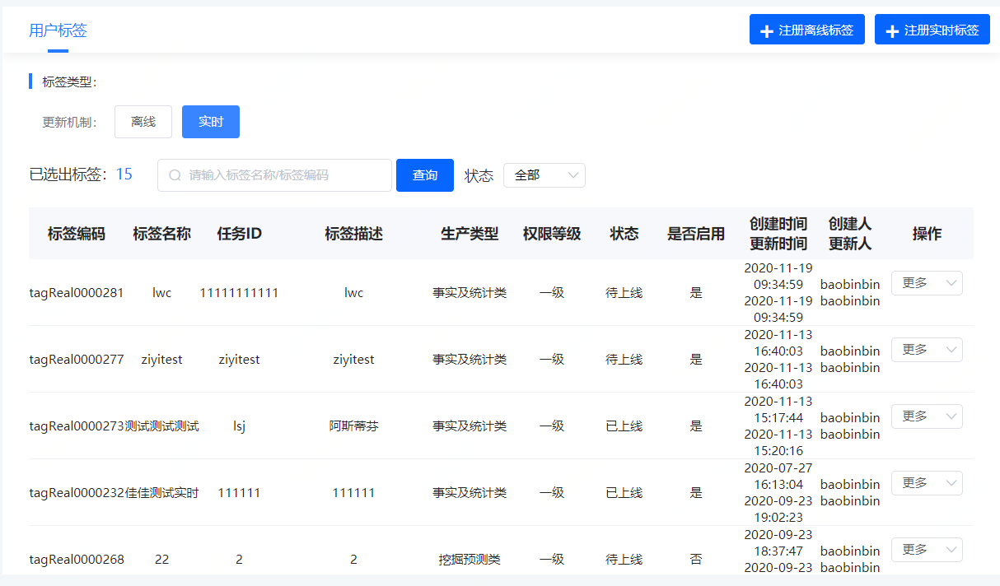 用户标签
注册离线标签
注册实时标签
标签类型:
更新机制: 离线 实时
已选出标签: 15 请输入标签名称/标签编码 查询 状态 全部
标签编码 标签名称 任务ID 标签描述 生产类型 权限等级 状态 是否启用 创建时间 更新时间 创建人 更新人 操作
tagReal0000281 lwc 11111111111 lwc 事实及统计类 一级 待上线 是 2020-11-19 09:34:59 2020-11-19 09:34:59 baobinbin baobinbin 更多
tagReal0000277 ziyitest ziyitest ziyitest 事实及统计类 一级 待上线 是 2020-11-13 16:40:03 2020-11-13 16:40:03 baobinbin baobinbin 更多
tagReal0000273 测试测试测试 lsj 阿斯蒂芬 事实及统计类 一级 已上线 是 2020-11-13 15:17:44 2020-11-13 15:20:16 baobinbin baobinbin 更多
tagReal0000232 佳佳测试实时 111111 111111 事实及统计类 一级 已上线 是 2020-07-27 16:13:04 2020-09-23 19:02:23 baobinbin baobinbin 更多
tagReal0000268 22 2 2 挖掘预测类 一级 待上线 否 2020-09-23 18:37:47 2020-09-23 baobinbin baobinbin 更多